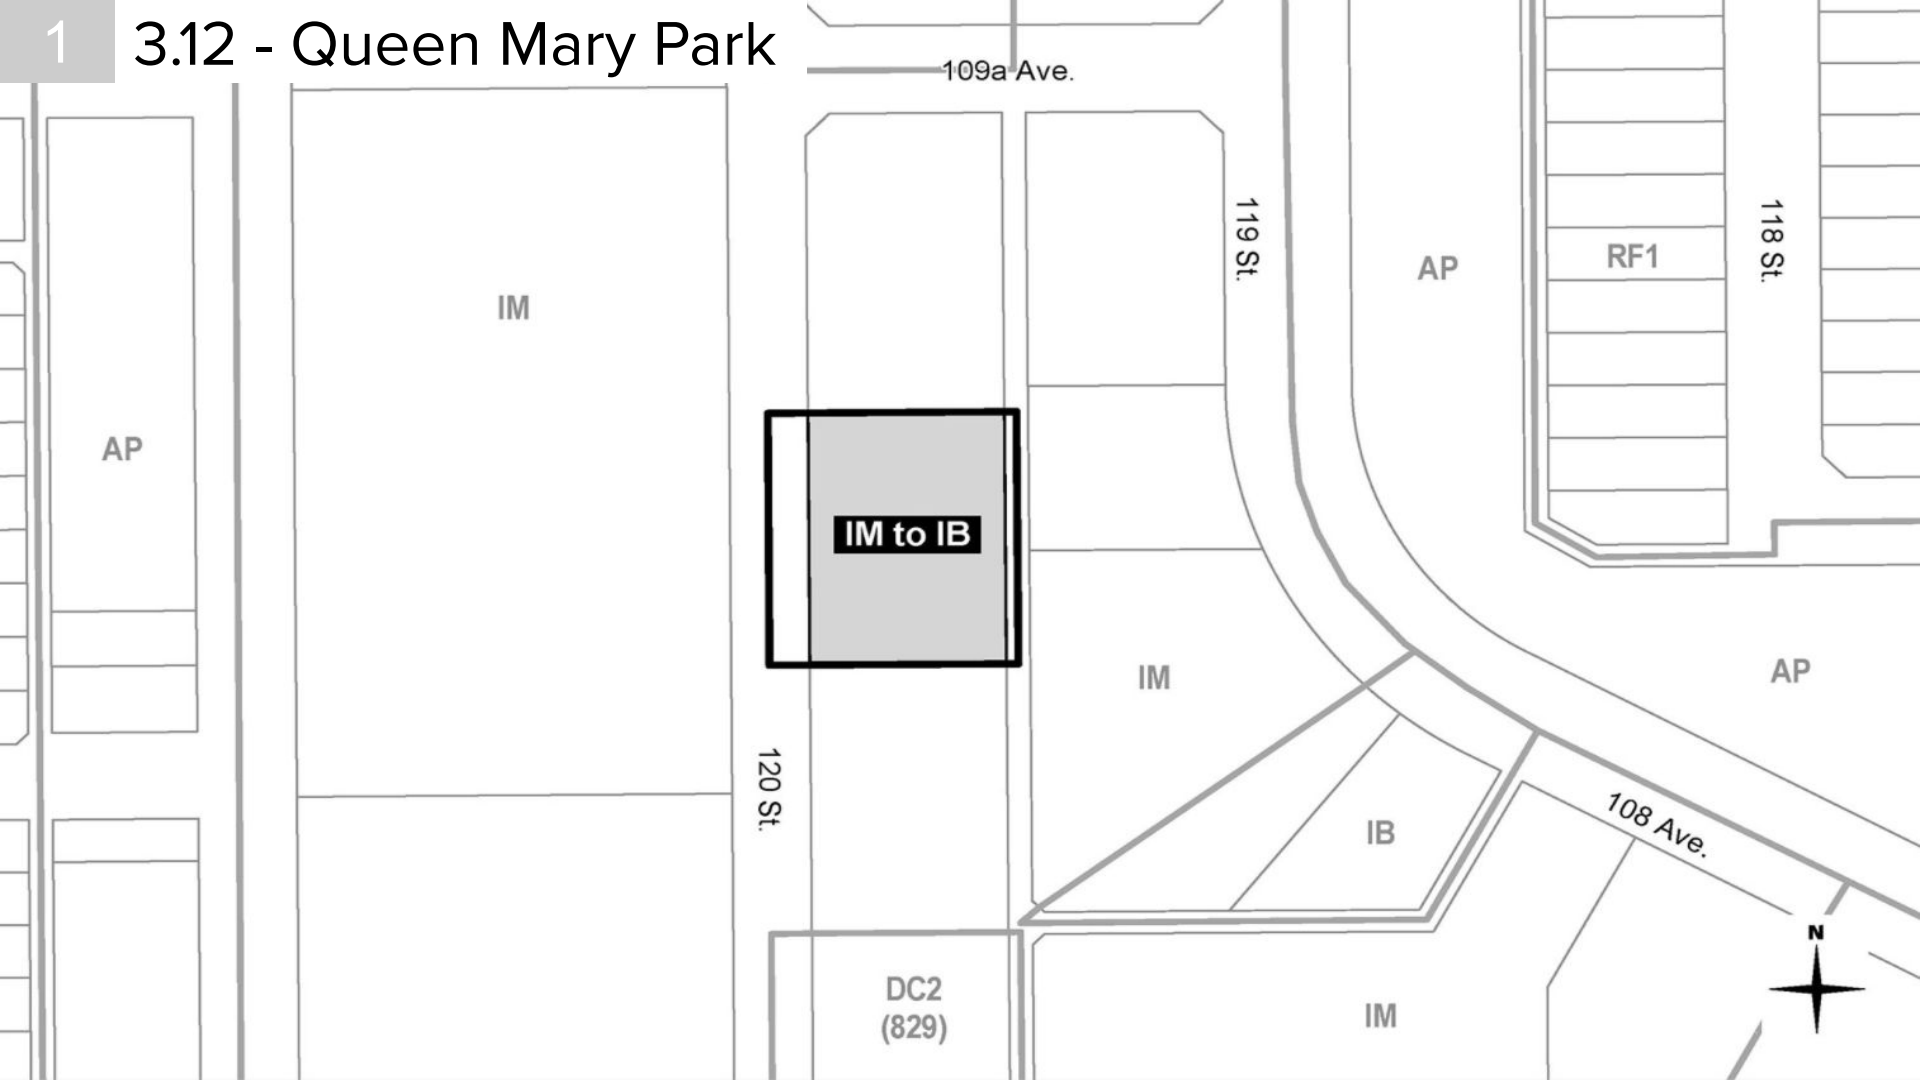 1
3.12 - Queen Mary Park
109a Ave.
119 St.
118 St.
RF1
AP
IM
AP
IM to IB
IM
AP
120 St.
IB
108 Ave.
N
DC2
(829)
IM